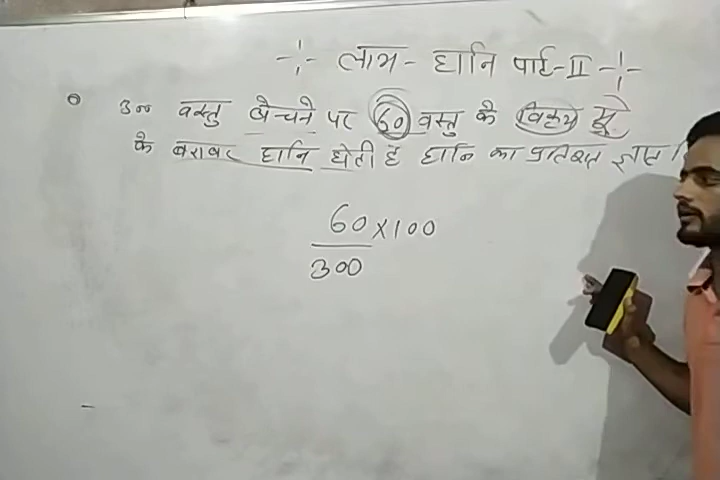 -:- लाभ - हानि पार्ट-II -:-
300 वस्तु बेचने पर 60 वस्तु के विक्रय मू
के बराबर हानि होती है हानि का प्रतिशत ज्ञात
60 × 100
300